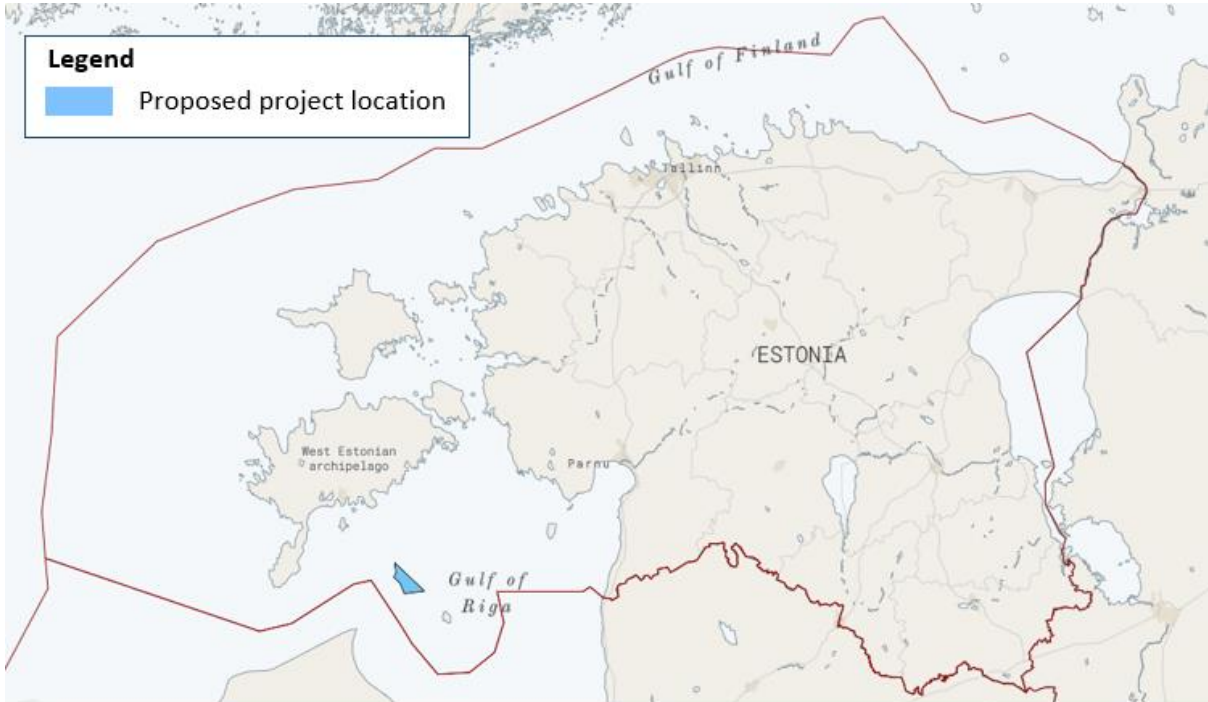 Legend
Proposed project location
Gulf of Finland
Tallinn
ESTONIA
West Estonian
archipelago
Parnu
Gulf of
Riga